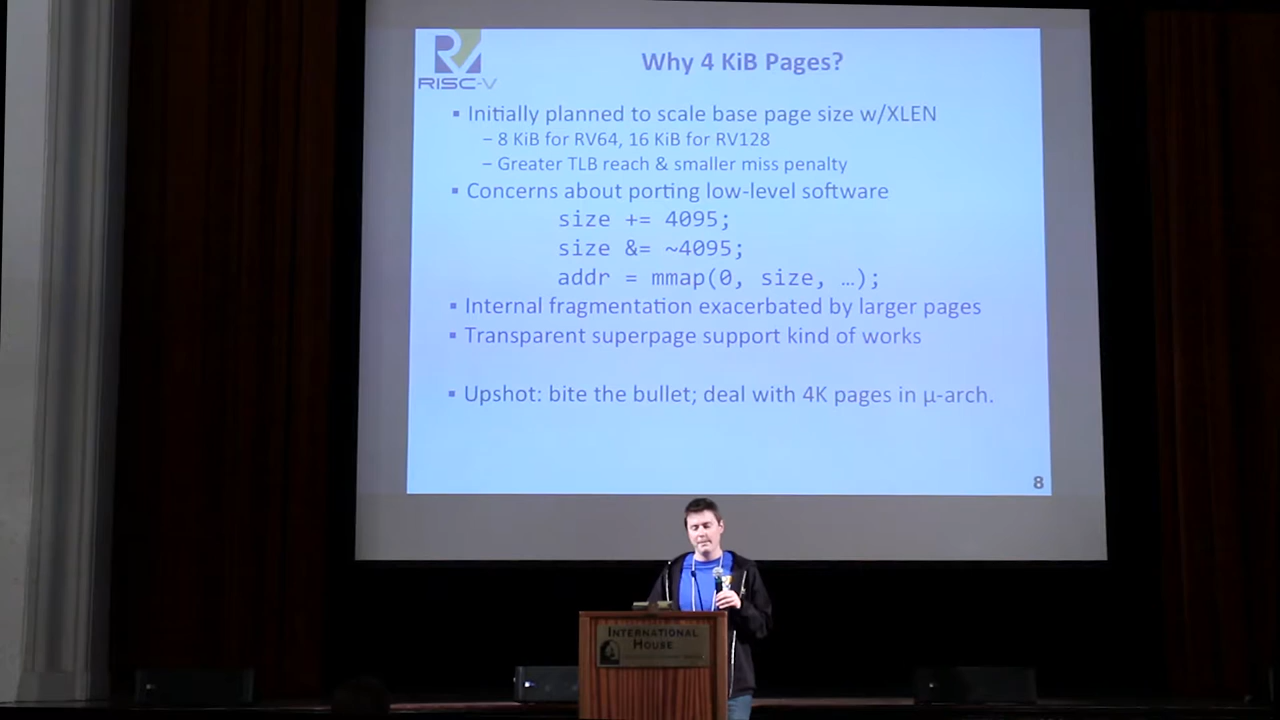 RISC-V
Why 4 KiB Pages?
▪ Initially planned to scale base page size w/XLEN
– 8 KiB for RV64, 16 KiB for RV128
– Greater TLB reach & smaller miss penalty
▪ Concerns about porting low-level software
size += 4095;
size &= ~4095;
addr = mmap(0, size, …);
▪ Internal fragmentation exacerbated by larger pages
▪ Transparent superpage support kind of works
▪ Upshot: bite the bullet; deal with 4K pages in μ-arch.
8
INTERNATIONAL
HOUSE